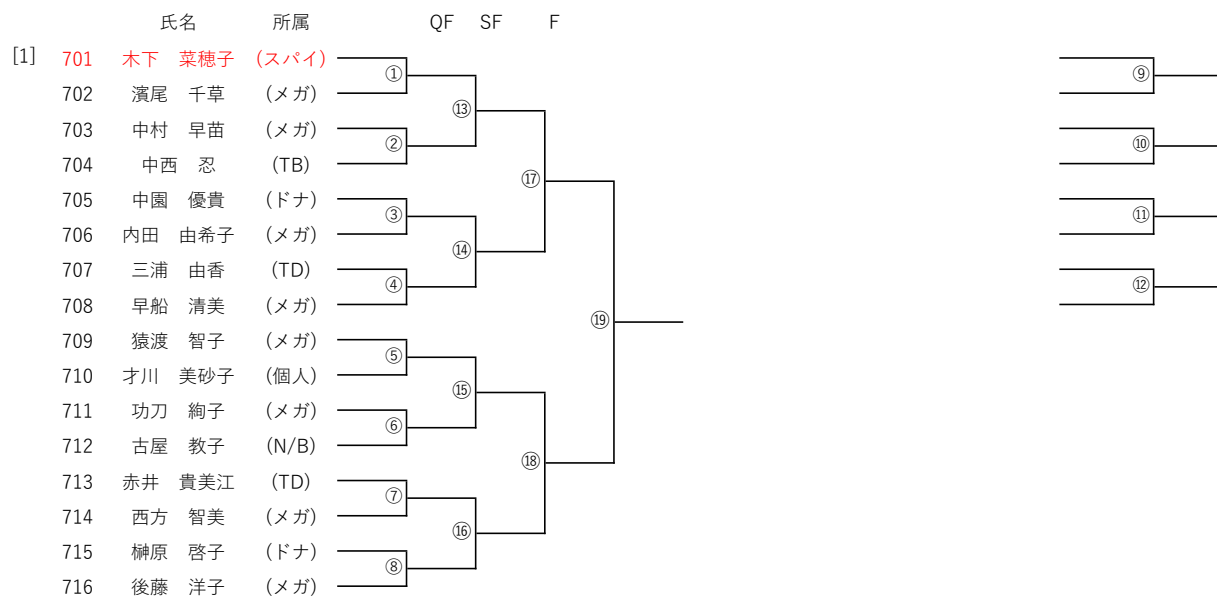 氏名 所属 QF SF F
[1] 701 木下 菜穂子 (スパイ)
① ⑨
702 濱尾 千草 (メガ)
⑬
703 中村 早苗 (メガ)
② ⑩
704 中西 忍 (TB)
⑰
705 中園 優貴 (ドナ)
③ ⑪
706 内田 由希子 (メガ)
⑭
707 三浦 由香 (TD)
④ ⑫
708 早船 清美 (メガ)
⑲
709 猿渡 智子 (メガ)
⑤
710 才川 美砂子 (個人)
⑮
711 功刀 絢子 (メガ)
⑥
712 古屋 教子 (N/B)
⑱
713 赤井 貴美江 (TD)
⑦
714 西方 智美 (メガ)
⑯
715 榊原 啓子 (ドナ)
⑧
716 後藤 洋子 (メガ)